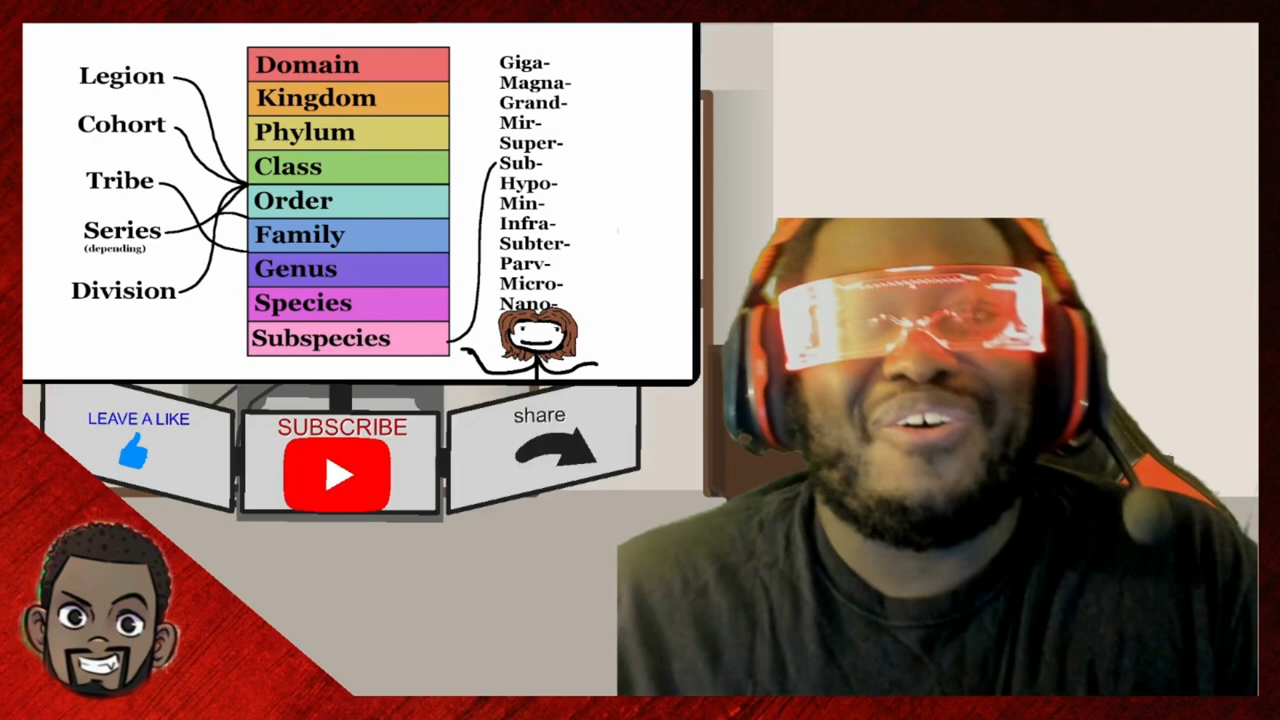 Legion
Cohort
Tribe
Series
(depending)
Division
Domain
Kingdom
Phylum
Class
Order
Family
Genus
Species
Subspecies
Giga-
Magna-
Grand-
Mir-
Super-
Sub-
Hypo-
Min-
Infra-
Subter-
Parv-
Micro-
Nano-
LEAVE A LIKE
SUBSCRIBE
share